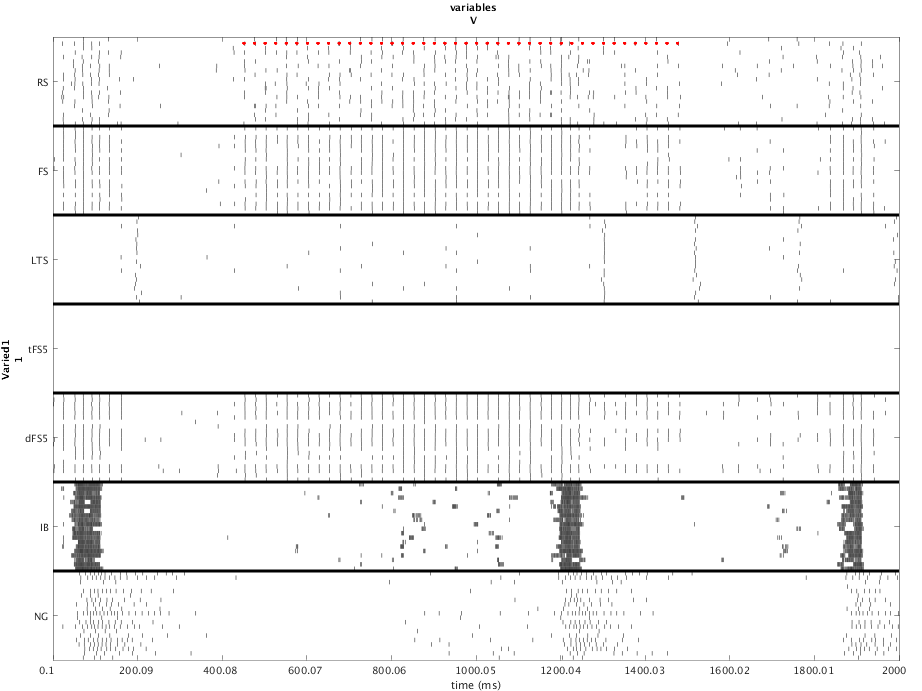 variables
V
Varied1
1
RS
FS
LTS
tFS5
dFS5
IB
NG
0.1
200.09
400.08
600.07
800.06
1000.05
1200.04
1400.03
1600.02
1800.01
2000
time (ms)